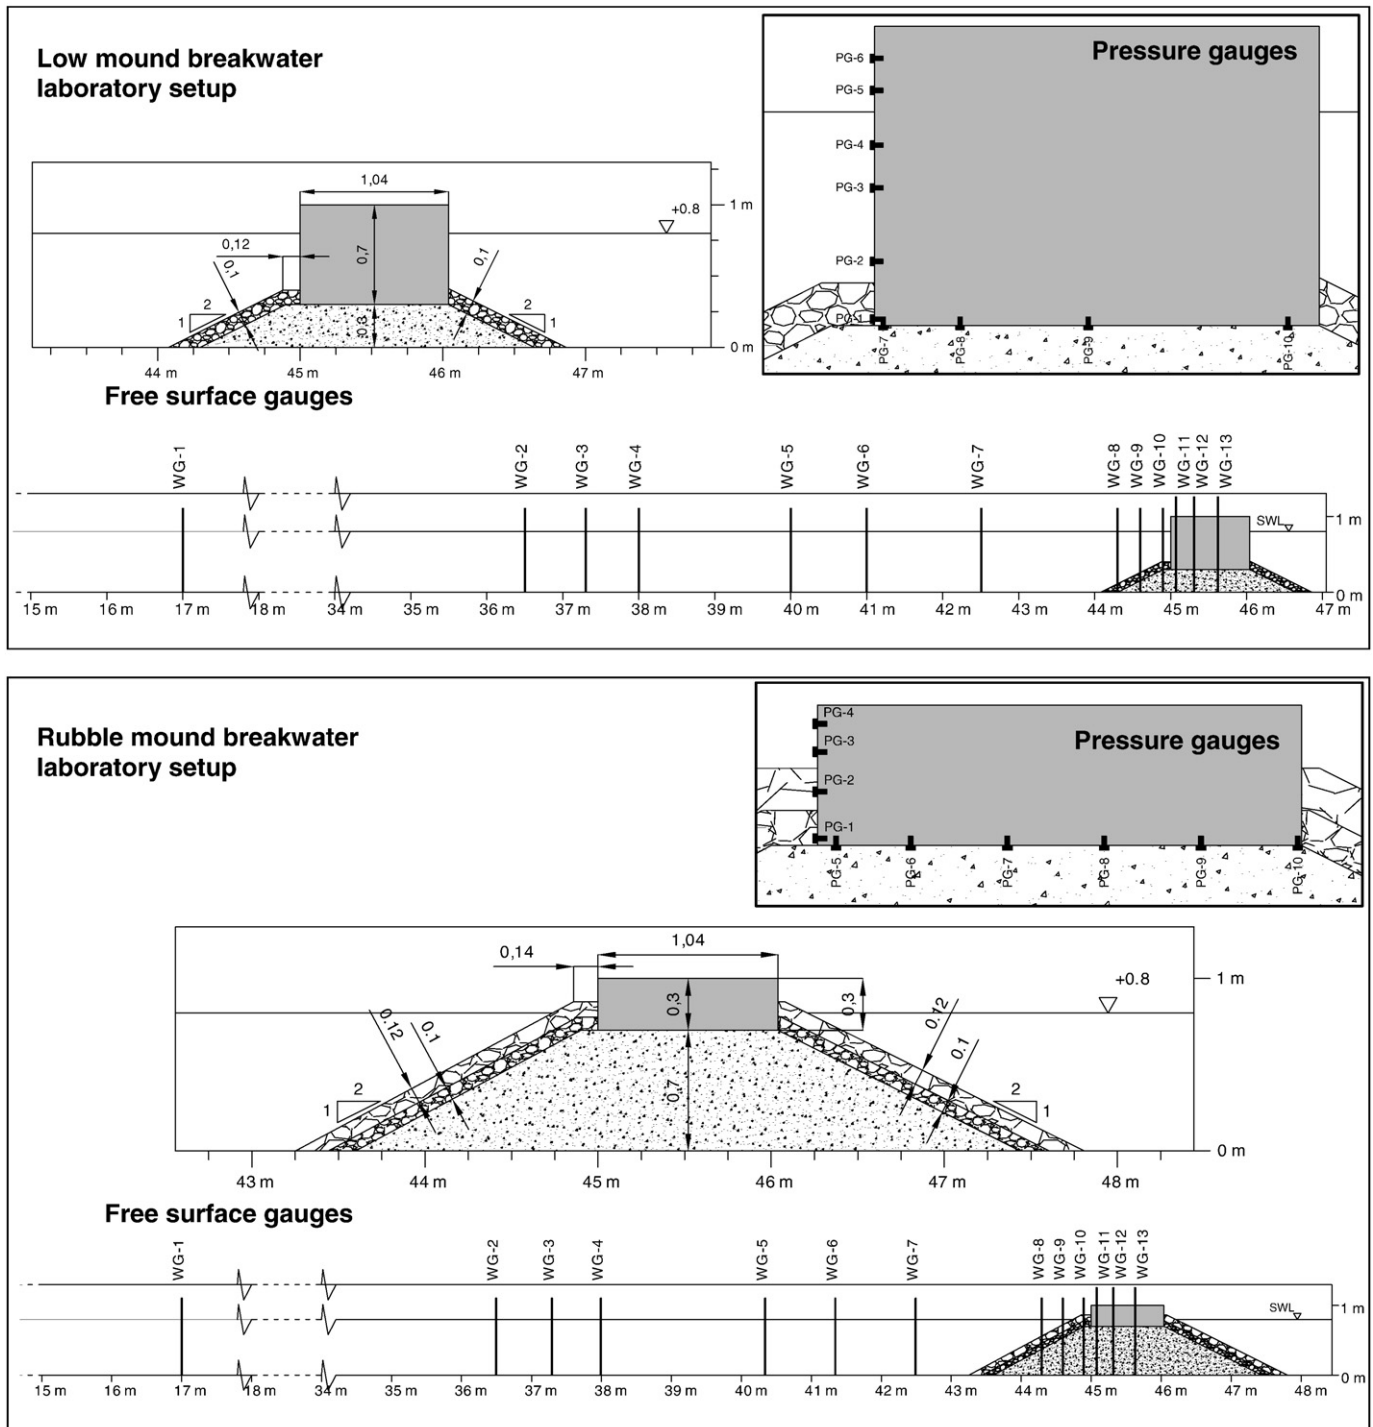 Low mound breakwater
laboratory setup
1,04
+0.8
1 m
0,12
0,7
0.1
0,1
2
1
2
1
0.3
0 m
44 m 45 m 46 m 47 m
Pressure gauges
PG-6
PG-5
PG-4
PG-3
PG-2
PG-1
PG-7 PG-8 PG-9 PG-10
Free surface gauges
WG-1 WG-2 WG-3 WG-4 WG-5 WG-6 WG-7 WG-8 WG-9 WG-10 WG-11 WG-12 WG-13
SWL
1 m
0 m
15 m 16 m 17 m 18 m 34 m 35 m 36 m 37 m 38 m 39 m 40 m 41 m 42 m 43 m 44 m 45 m 46 m 47 m
Rubble mound breakwater
laboratory setup
Pressure gauges
PG-4
PG-3
PG-2
PG-1
PG-5 PG-6 PG-7 PG-8 PG-9 PG-10
0,14
1,04
+0.8
1 m
0,3
0,3
0.12
0.1
0.12
0.1
2
1
2
1
0.7
0 m
43 m 44 m 45 m 46 m 47 m 48 m
Free surface gauges
WG-1 WG-2 WG-3 WG-4 WG-5 WG-6 WG-7 WG-8 WG-9 WG-10 WG-11 WG-12 WG-13
SWL
1 m
0 m
15 m 16 m 17 m 18 m 34 m 35 m 36 m 37 m 38 m 39 m 40 m 41 m 42 m 43 m 44 m 45 m 46 m 47 m 48 m